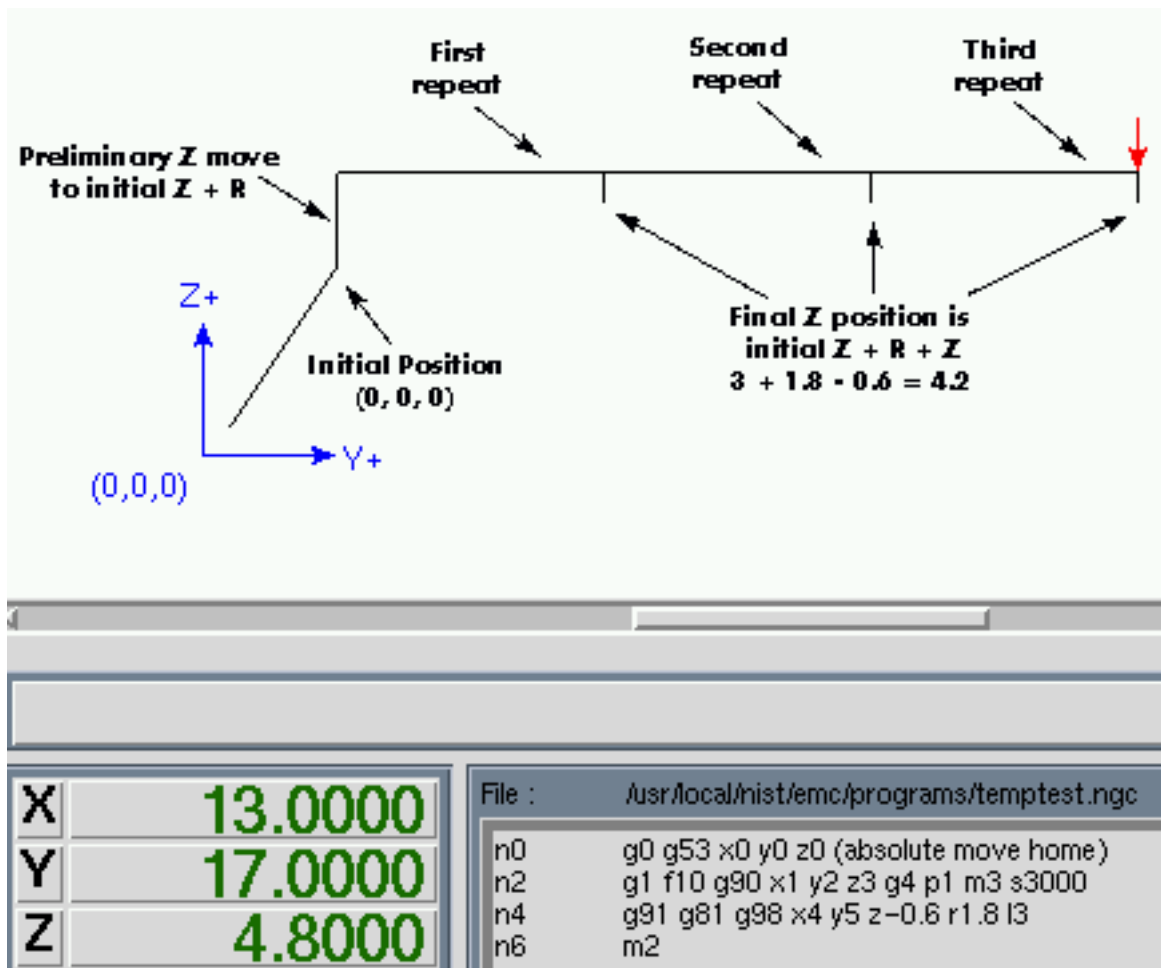 First
repeat
Second
repeat
Third
repeat
Preliminary Z move
to initial Z + R
Z+
Initial Position
(0, 0, 0)
Final Z position is
initial Z + R + Z
3 + 1.8 - 0.6 = 4.2
Y+
(0,0,0)
X 13.0000
Y 17.0000
Z 4.8000
File : /usr/local/nist/emc/programs/temptest.ngc
n0 g0 g53 x0 y0 z0 (absolute move home)
n2 g1 f10 g90 x1 y2 z3 g4 p1 m3 s3000
n4 g91 g81 g98 x4 y5 z-0.6 r1.8 l3
n6 m2